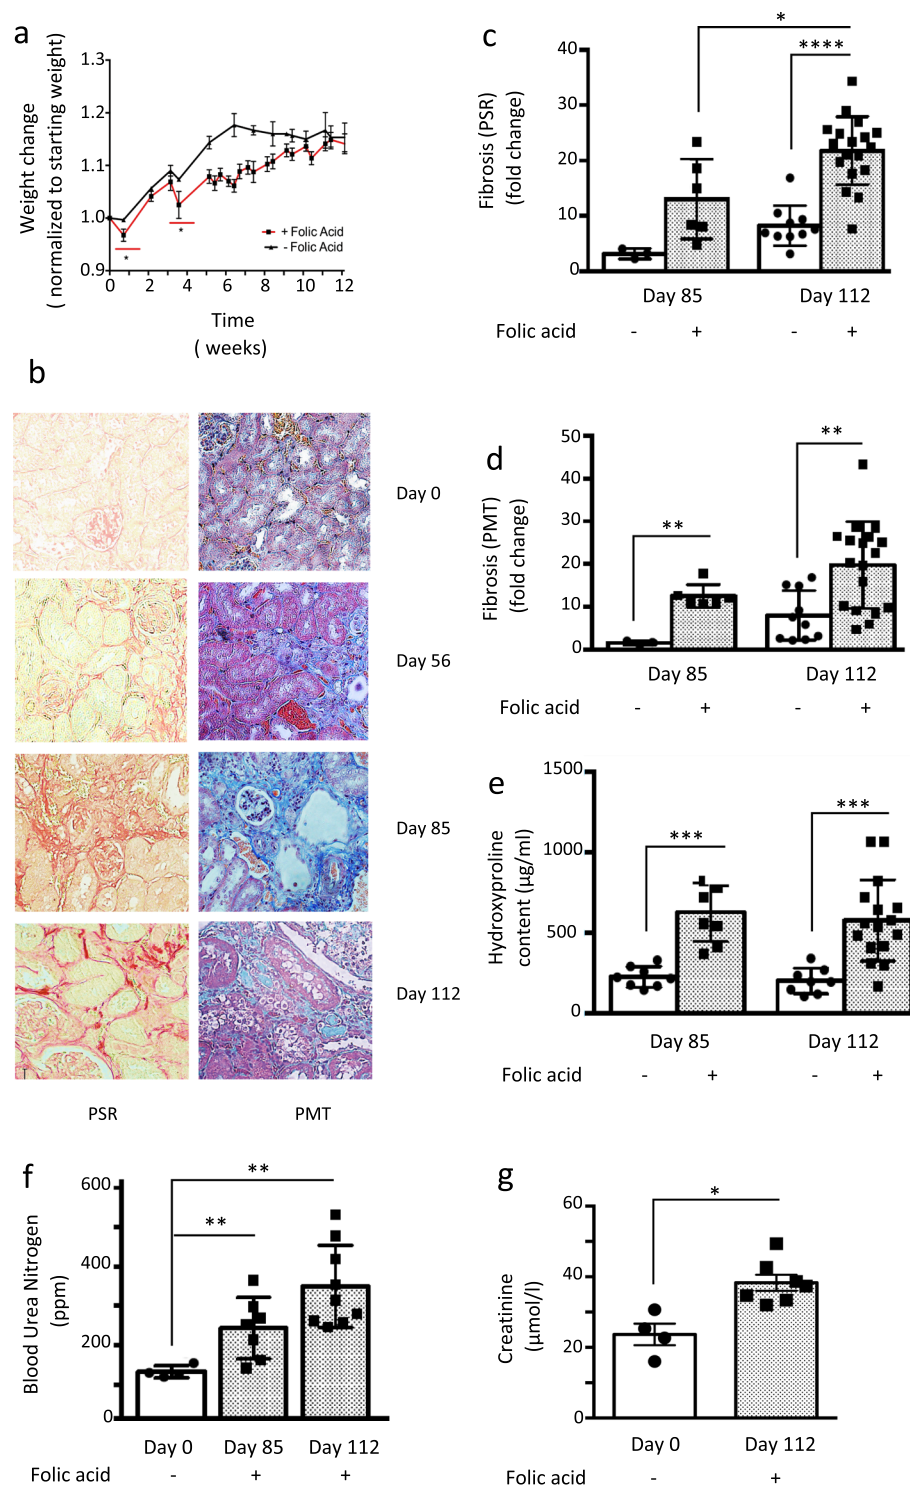 a
Weight change
( normalized to starting weight)
1.3
1.2
1.1
1.0
0.9
+ Folic Acid
- Folic Acid
*
*
0 2 4 6 8 10 12
Time
( weeks)
b
Day 0
Day 56
Day 85
Day 112
PSR PMT
c
Fibrosis (PSR)
(fold change)
40
30
20
10
0
*
****
Day 85 Day 112
Folic acid - + - +
d
Fibrosis (PMT)
(fold change)
50
30
20
10
0
**
**
Day 85 Day 112
Folic acid - + - +
e
Hydroxyproline
content (µg/ml)
1500
1000
500
0
***
***
Day 85 Day 112
Folic acid - + - +
f
Blood Urea Nitrogen
(ppm)
600
400
200
0
**
**
Day 0 Day 85 Day 112
Folic acid - + +
g
Creatinine
(µmol/l)
60
40
20
0
*
Day 0 Day 112
Folic acid - +